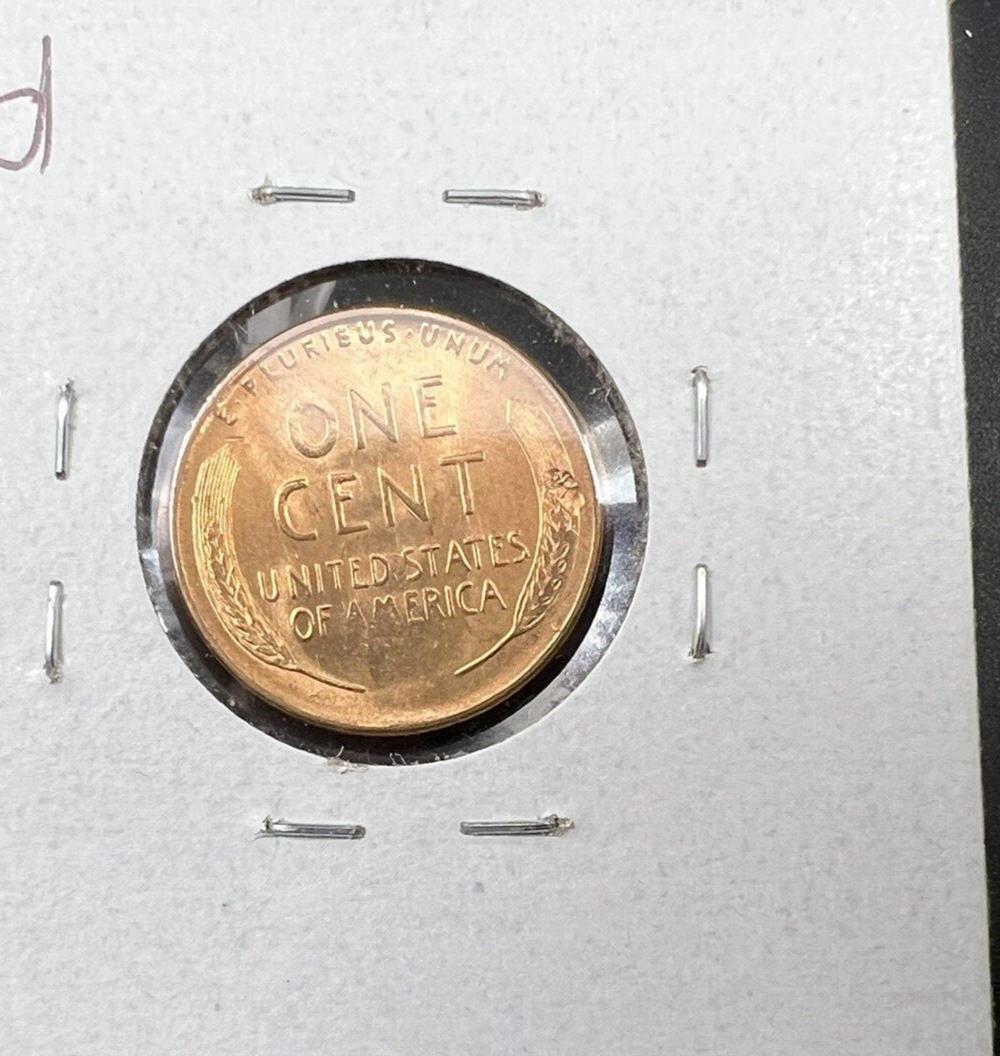 d
E·PLURIBUS·UNUM
ONE
CENT
UNITED STATES
OF AMERICA